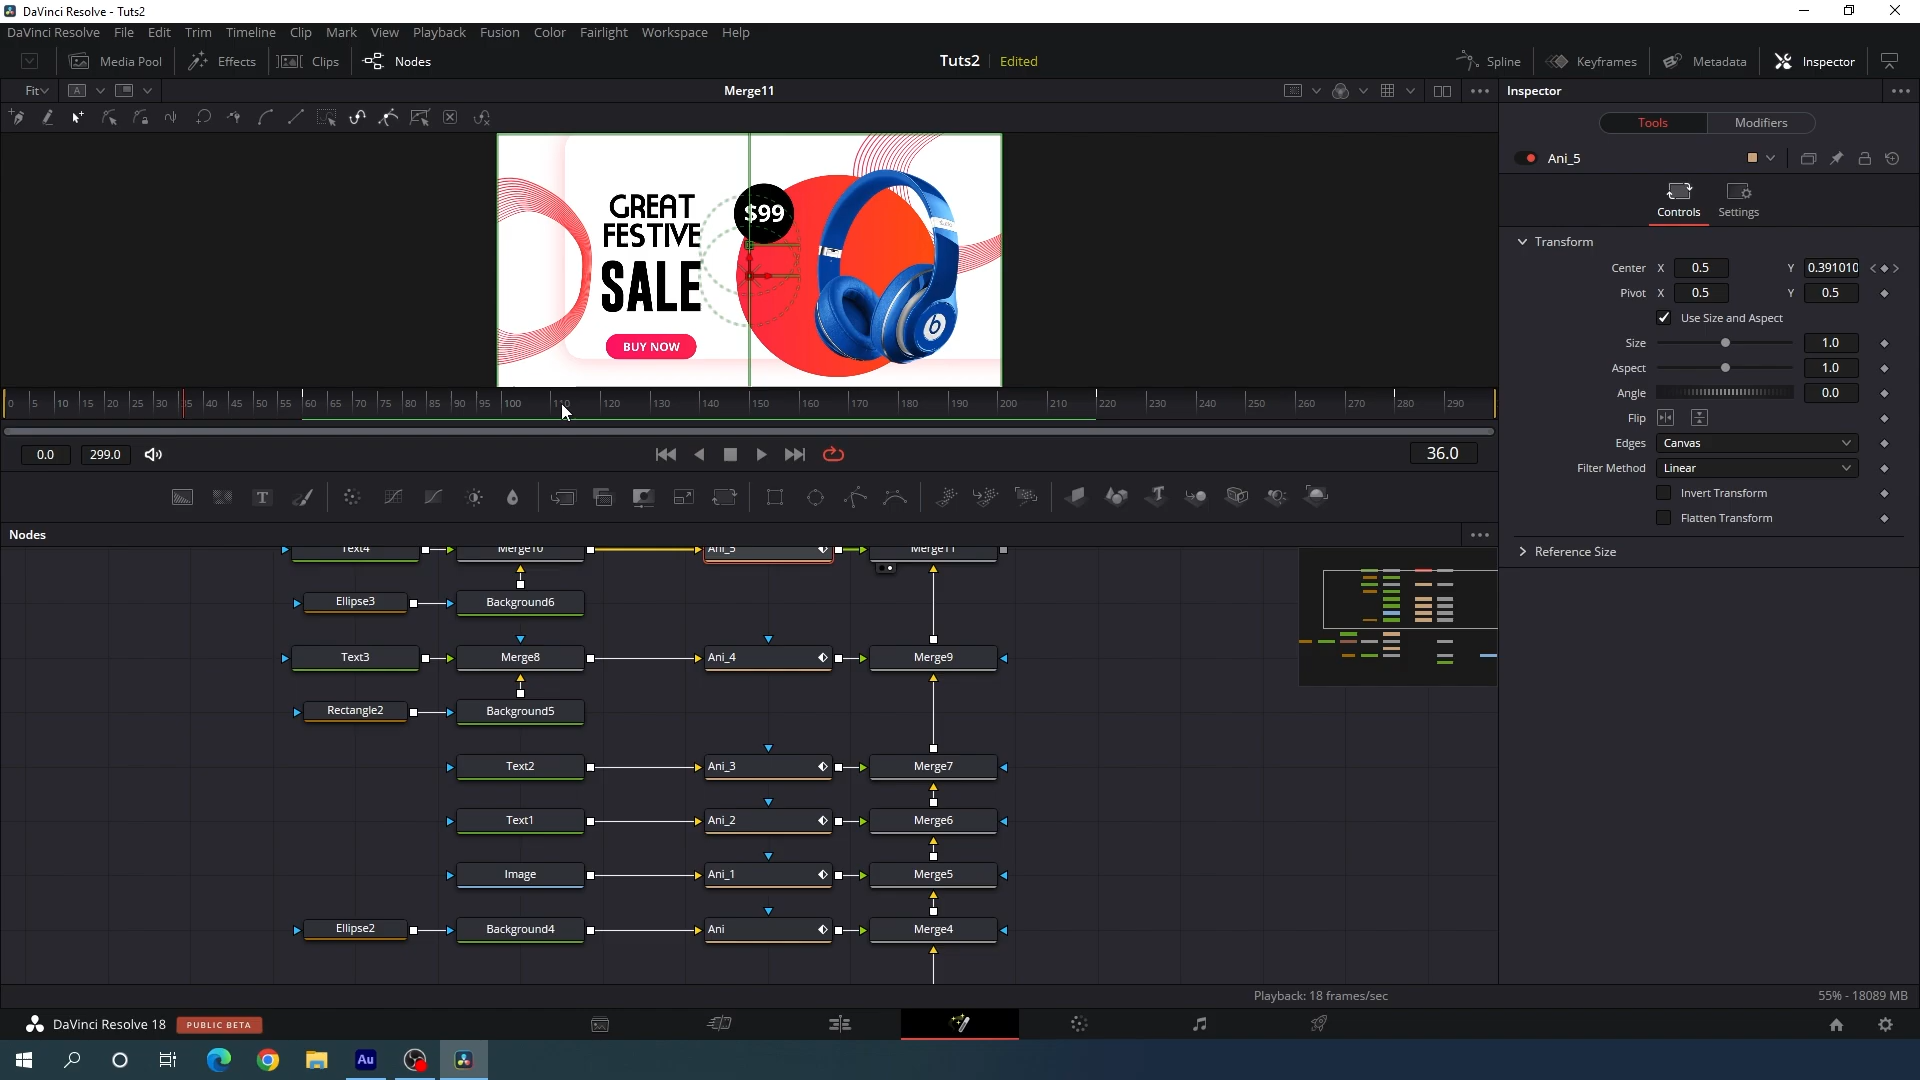 DaVinci Resolve - Tuts2
DaVinci Resolve File Edit Trim Timeline Clip Mark View Playback Fusion Color Fairlight Workspace Help
Media Pool Effects Clips Nodes Tuts2 Edited Spline Keyframes Metadata Inspector
Fit A Merge11 Inspector
Tools Modifiers
Ani_5
Controls Settings
Transform
Center X 0.5 Y 0.391010
Pivot X 0.5 Y 0.5
Use Size and Aspect
Size 1.0
Aspect 1.0
Angle 0.0
Flip
Edges Canvas
Filter Method Linear
Invert Transform
Flatten Transform
Reference Size
GREAT
FESTIVE
SALE
BUY NOW
$99
b
0 5 10 15 20 25 30 35 40 45 50 55 60 65 70 75 80 85 90 95 100 110 120 130 140 150 160 170 180 190 200 210 220 230 240 250 260 270 280 290
0.0 299.0 36.0
T T
Nodes
Text4 Merge10 Ani_5 Merge11
Ellipse3 Background6
Text3 Merge8 Ani_4 Merge9
Rectangle2 Background5
Text2 Ani_3 Merge7
Text1 Ani_2 Merge6
Image Ani_1 Merge5
Ellipse2 Background4 Ani Merge4
Playback: 18 frames/sec 55% - 18089 MB
DaVinci Resolve 18 PUBLIC BETA
Au